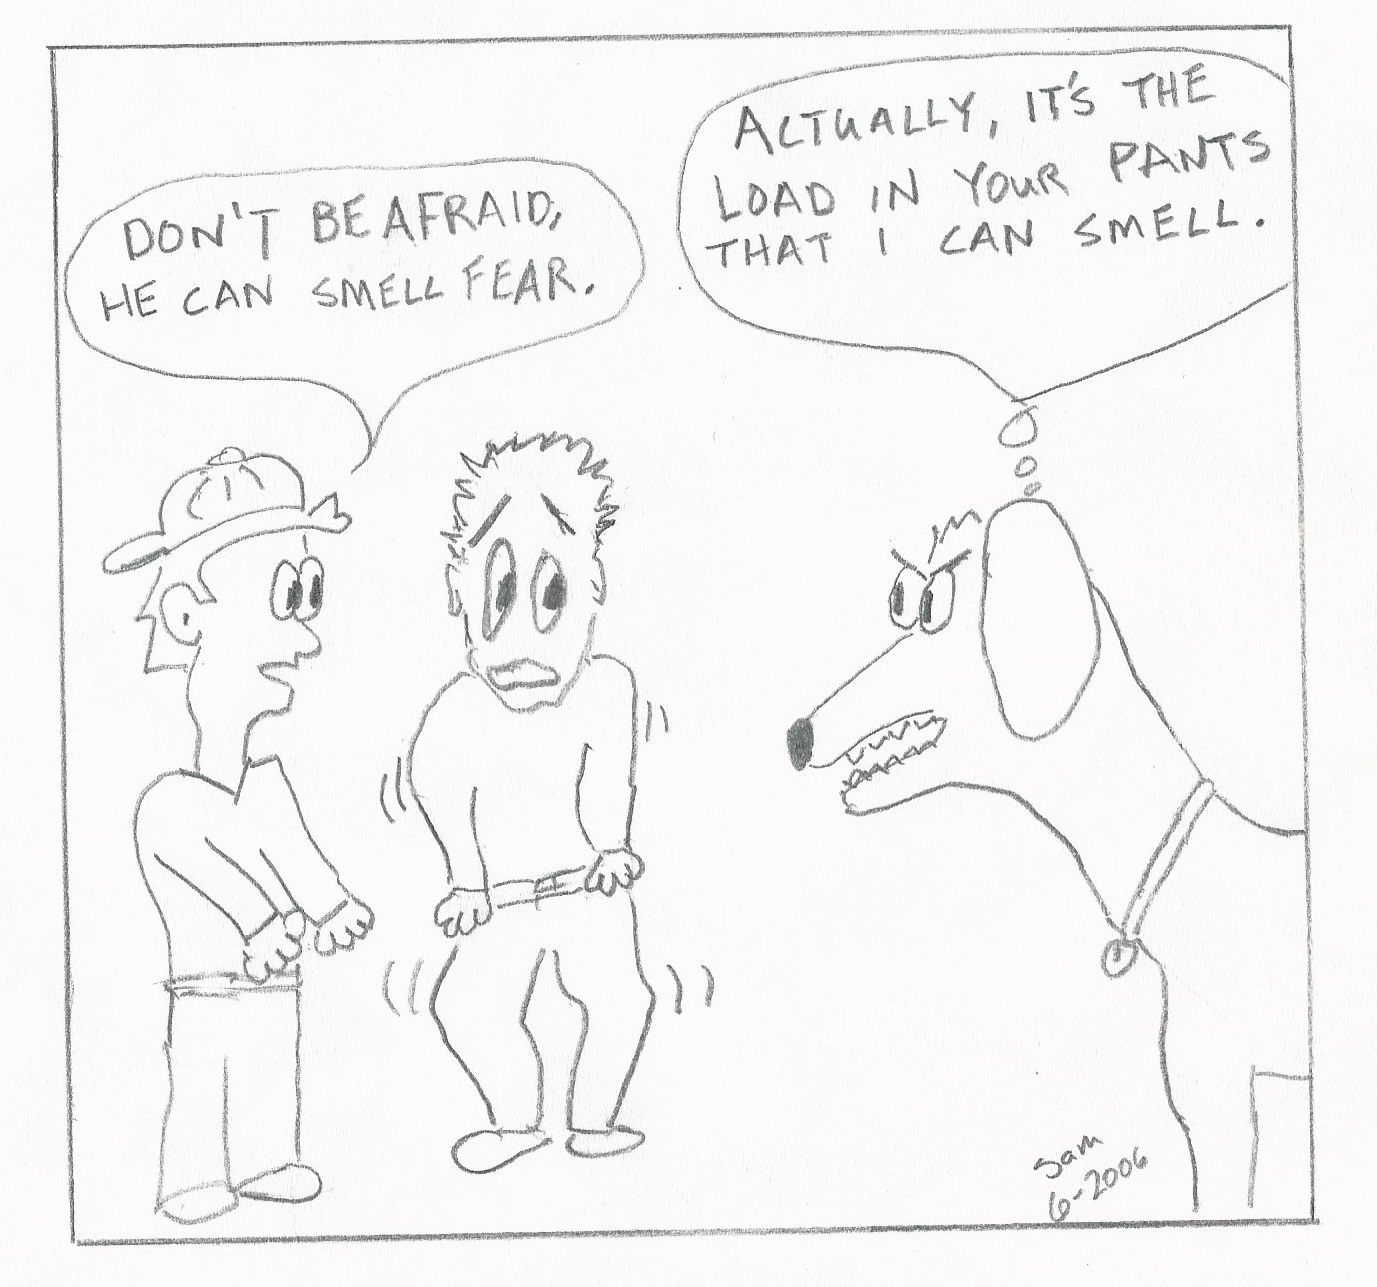 DON'T BE AFRAID,
HE CAN SMELL FEAR.
ACTUALLY, IT'S THE
LOAD IN YOUR PANTS
THAT I CAN SMELL.
Sam
6-2006